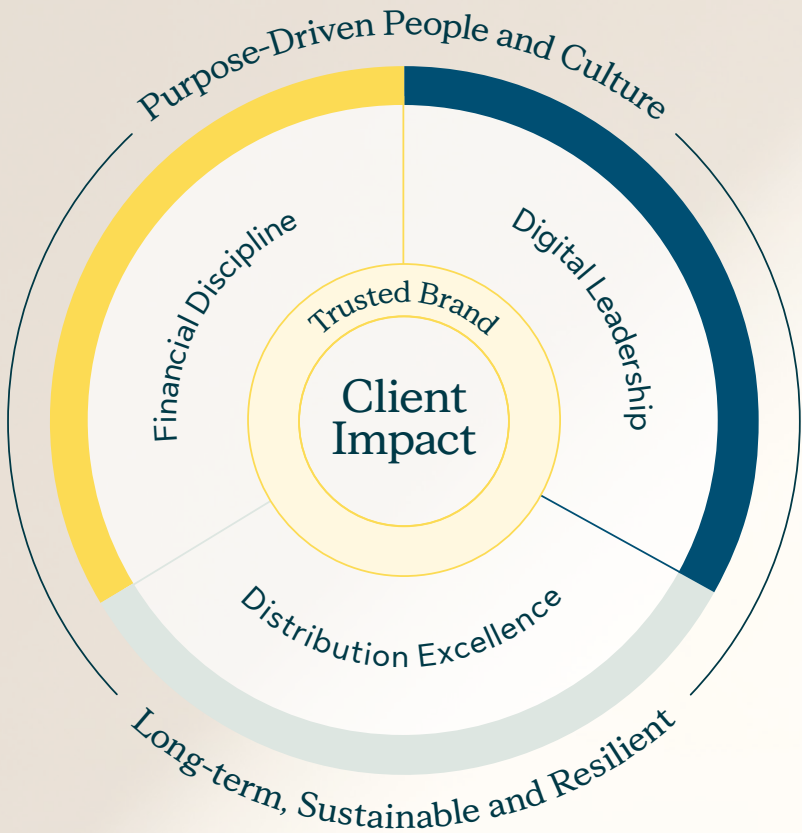 Purpose-Driven People and Culture
Financial Discipline
Digital Leadership
Trusted Brand
Client
Impact
Distribution Excellence
Long-term, Sustainable and Resilient